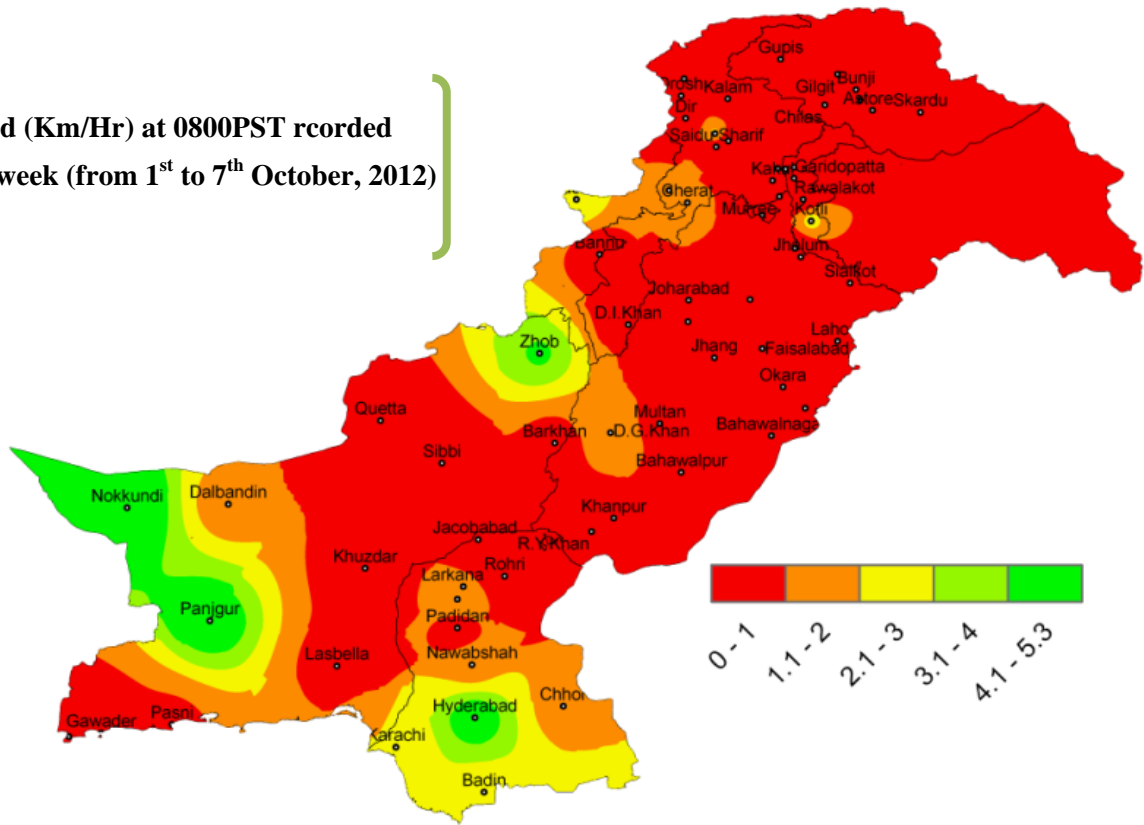 d (Km/Hr) at 0800PST rcorded
week (from 1st to 7th October, 2012)
Gupis
Bunji
Gilgit
Drosh
Kalam
Astore
Skardu
Dir
Chilas
Saidu Sharif
Garidopatta
Cherat
Rawalakot
Murree
Kotli
Bannu
Jhelum
Sialkot
Joharabad
D.I.Khan
Laho
Zhob
Jhang
Faisalabad
Okara
Quetta
Multan
Barkhan
D.G.Khan
Bahawalnaga
Sibbi
Bahawalpur
Nokkundi
Dalbandin
Khanpur
Jacobabad
R.Y.Khan
Khuzdar
Rohri
Larkana
Panjgur
Padidan
Lasbella
Nawabshah
Chhor
Hyderabad
Gawader
Pasni
Karachi
Badin
0 - 1
1.1 - 2
2.1 - 3
3.1 - 4
4.1 - 5.3